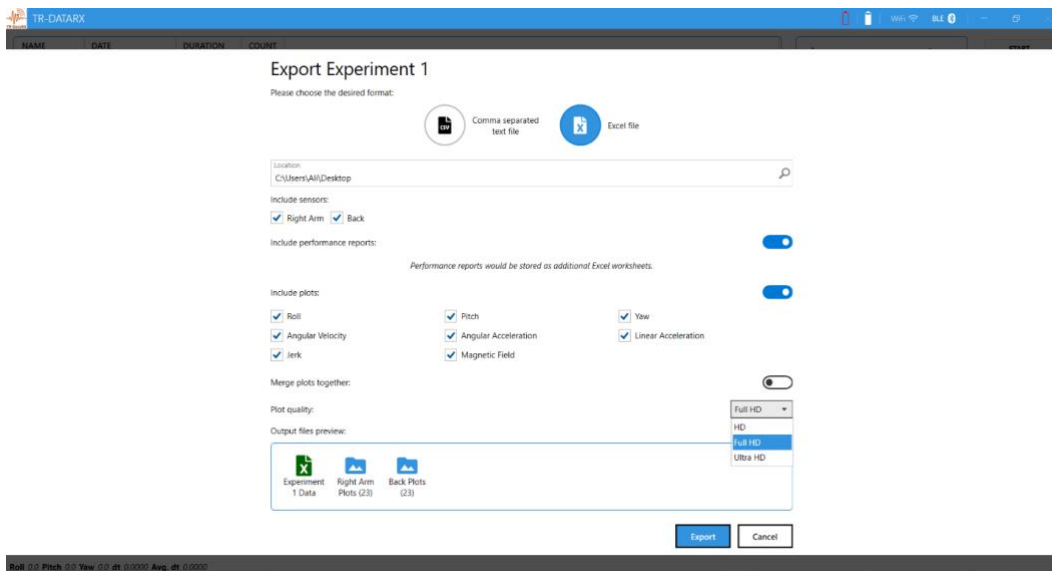 TR-DATARX
WiFi BLE
NAME DATE DURATION COUNT
START
Export Experiment 1
Please choose the desired format:
CSV
Comma separated
text file
X
Excel file
Location
C:\Users\Ali\Desktop
Include sensors:
Right Arm Back
Include performance reports:
Performance reports would be stored as additional Excel worksheets.
Include plots:
Roll Pitch Yaw
Angular Velocity Angular Acceleration Linear Acceleration
Jerk Magnetic Field
Merge plots together:
Plot quality: Full HD
HD
Full HD
Ultra HD
Output files preview:
X
Experiment
1 Data
Right Arm
Plots (23)
Back Plots
(23)
Export Cancel
Roll 0.0 Pitch 0.0 Yaw 0.0 dt 0.0000 Avg. dt 0.0000